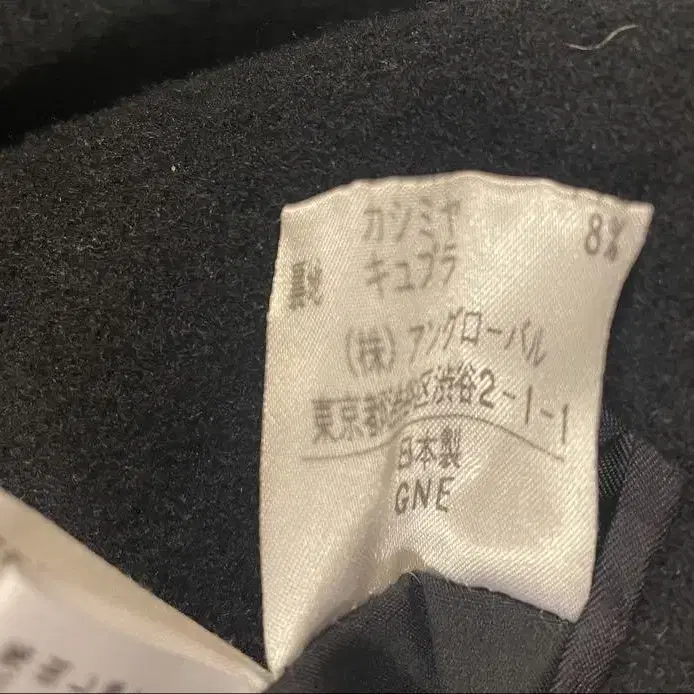 カシミヤ 8%
裏地 キュプラ
(株)アングローバル
東京都渋谷区渋谷2-1-1
日本製
GNE